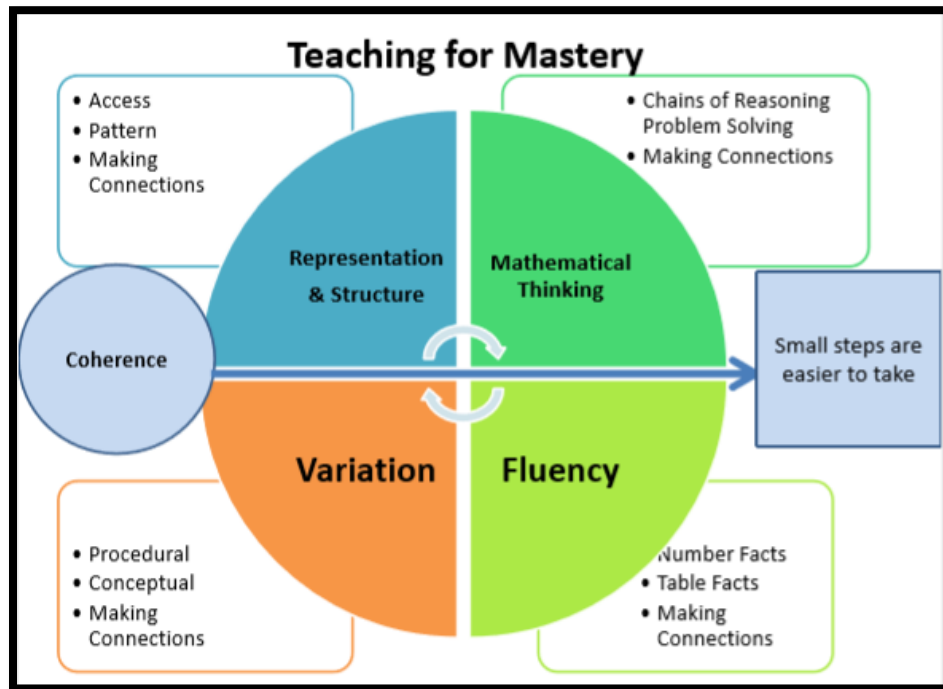 Teaching for Mastery
• Access
• Pattern
• Making
Connections
• Chains of Reasoning
Problem Solving
• Making Connections
Representation
& Structure
Mathematical
Thinking
Coherence
Small steps are
easier to take
Variation
Fluency
• Procedural
• Conceptual
• Making
Connections
• Number Facts
• Table Facts
• Making
Connections